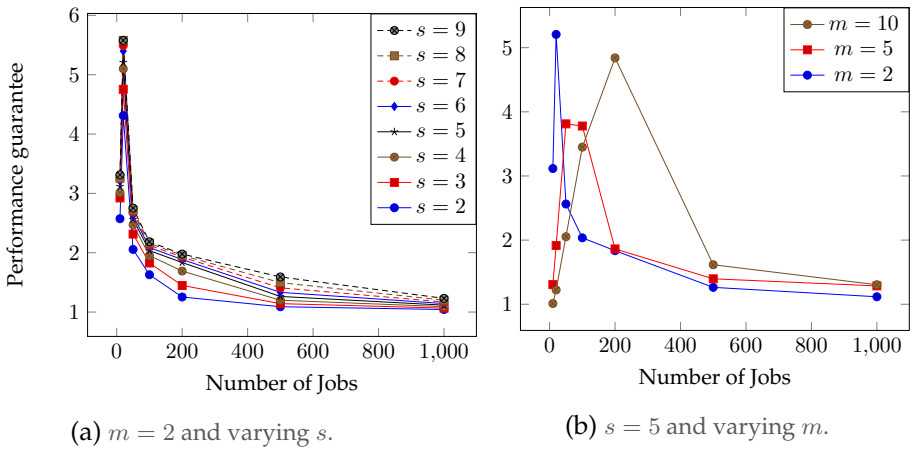 Performance guarantee
6
5
4
3
2
1
0 200 400 600 800 1,000
Number of Jobs
s = 9
s = 8
s = 7
s = 6
s = 5
s = 4
s = 3
s = 2
(a) m = 2 and varying s.
5
4
3
2
1
0 200 400 600 800 1,000
Number of Jobs
m = 10
m = 5
m = 2
(b) s = 5 and varying m.